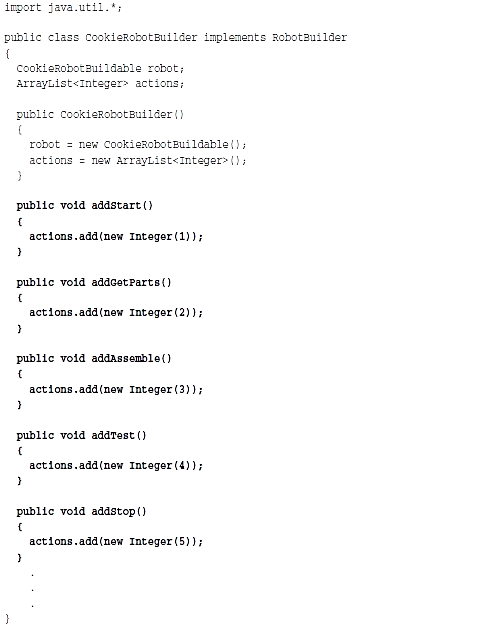 import java.util.*;
public class CookieRobotBuilder implements RobotBuilder
{
CookieRobotBuildable robot;
ArrayList<Integer> actions;
public CookieRobotBuilder()
{
robot = new CookieRobotBuildable();
actions = new ArrayList<Integer>();
}
public void addStart()
{
actions.add(new Integer(1));
}
public void addGetParts()
{
actions.add(new Integer(2));
}
public void addAssemble()
{
actions.add(new Integer(3));
}
public void addTest()
{
actions.add(new Integer(4));
}
public void addStop()
{
actions.add(new Integer(5));
}
.
.
.
}